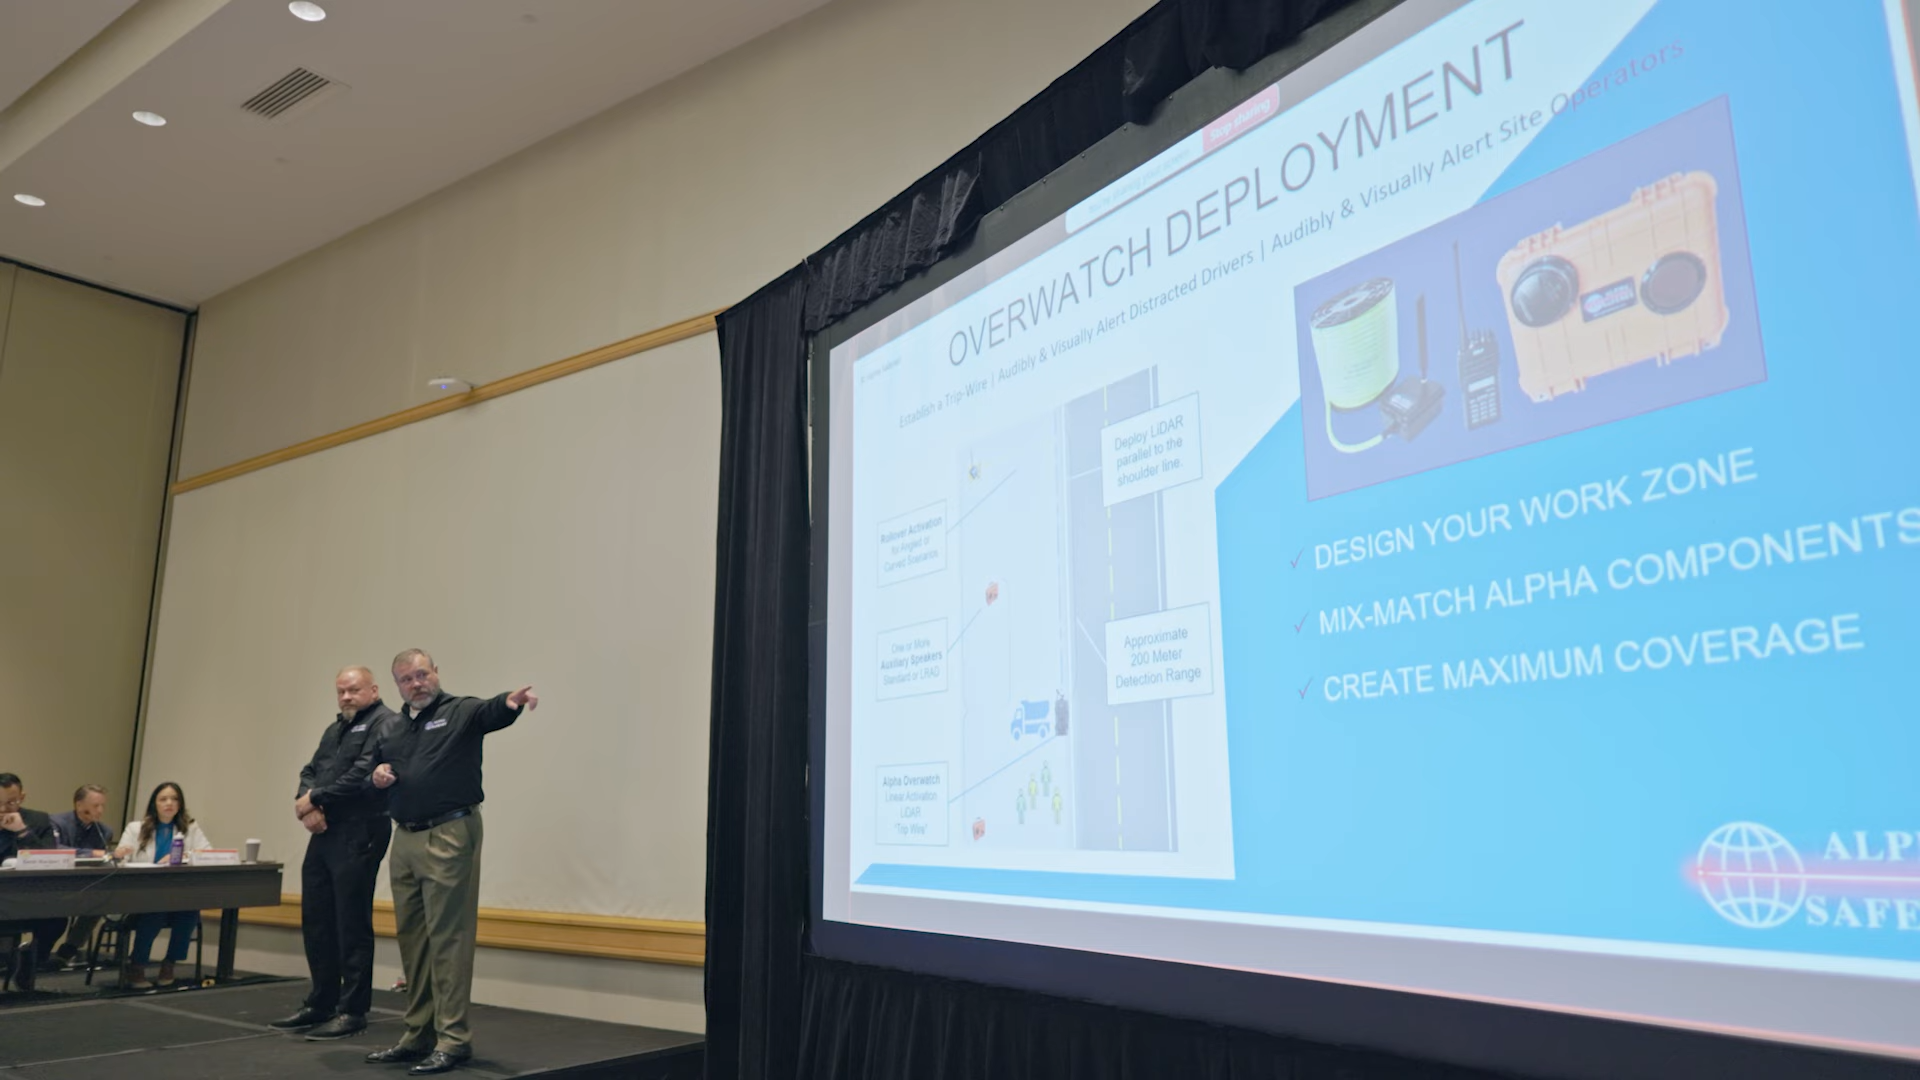 Stop sharing
OVERWATCH DEPLOYMENT
Establish a Trip-Wire | Audibly & Visually Alert Distracted Drivers | Audibly & Visually Alert Site Operators
Deploy LiDAR
parallel to the
shoulder line.
Rollover Activation
for Angled or
Curved Scenarios
One or More
Auxiliary Speakers
Standard or LRAD
Approximate
200 Meter
Detection Range
Alpha Overwatch
Linear Activation
LiDAR
"Trip Wire"
✓ DESIGN YOUR WORK ZONE
✓ MIX-MATCH ALPHA COMPONENTS
✓ CREATE MAXIMUM COVERAGE
ALP
SAFE